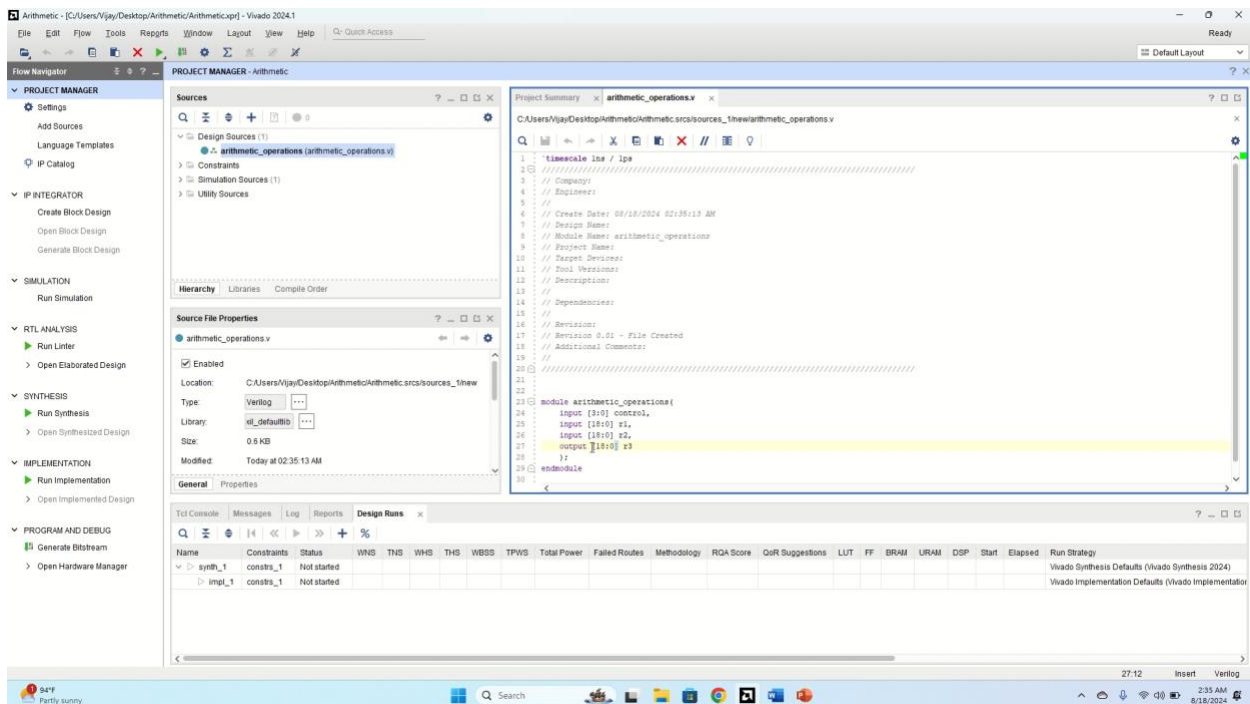 Arithmetic - [C:/Users/Vijay/Desktop/Arithmetic/Arithmetic.xpr] - Vivado 2024.1
File Edit Flow Tools Reports Window Layout View Help Quick Access
Ready
Default Layout
Flow Navigator
PROJECT MANAGER - Arithmetic
PROJECT MANAGER
Settings
Add Sources
Language Templates
IP Catalog
IP INTEGRATOR
Create Block Design
Open Block Design
Generate Block Design
SIMULATION
Run Simulation
RTL ANALYSIS
Run Linter
Open Elaborated Design
SYNTHESIS
Run Synthesis
Open Synthesized Design
IMPLEMENTATION
Run Implementation
Open Implemented Design
PROGRAM AND DEBUG
Generate Bitstream
Open Hardware Manager
Sources
0
Design Sources (1)
arithmetic_operations (arithmetic_operations.v)
Constraints
Simulation Sources (1)
Utility Sources
Hierarchy Libraries Compile Order
Source File Properties
arithmetic_operations.v
Enabled
Location: C:/Users/Vijay/Desktop/Arithmetic/Arithmetic.srcs/sources_1/new
Type: Verilog
Library: xil_defaultlib
Size: 0.6 KB
Modified: Today at 02:35:13 AM
General Properties
Project Summary arithmetic_operations.v
C:/Users/Vijay/Desktop/Arithmetic/Arithmetic.srcs/sources_1/new/arithmetic_operations.v
1 `timescale 1ns / 1ps
2 //////////////////////////////////////////////////////////////////////////////////
3 // Company:
4 // Engineer:
5 //
6 // Create Date: 08/18/2024 02:35:13 AM
7 // Design Name:
8 // Module Name: arithmetic_operations
9 // Project Name:
10 // Target Devices:
11 // Tool Versions:
12 // Description:
13 //
14 // Dependencies:
15 //
16 // Revision:
17 // Revision 0.01 - File Created
18 // Additional Comments:
19 //
20 //////////////////////////////////////////////////////////////////////////////////
21
22
23 module arithmetic_operations(
24 input [3:0] control,
25 input [18:0] r1,
26 input [18:0] r2,
27 output [18:0] r3
28 );
29 endmodule
30
Tcl Console Messages Log Reports Design Runs
Name Constraints Status WNS TNS WHS THS WBSS TPWS Total Power Failed Routes Methodology RQA Score QoR Suggestions LUT FF BRAM URAM DSP Start Elapsed Run Strategy
synth_1 constrs_1 Not started Vivado Synthesis Defaults (Vivado Synthesis 2024)
impl_1 constrs_1 Not started Vivado Implementation Defaults (Vivado Implementation
27:12 Insert Verilog
1
94°F
Partly sunny
Search
2:35 AM
8/18/2024